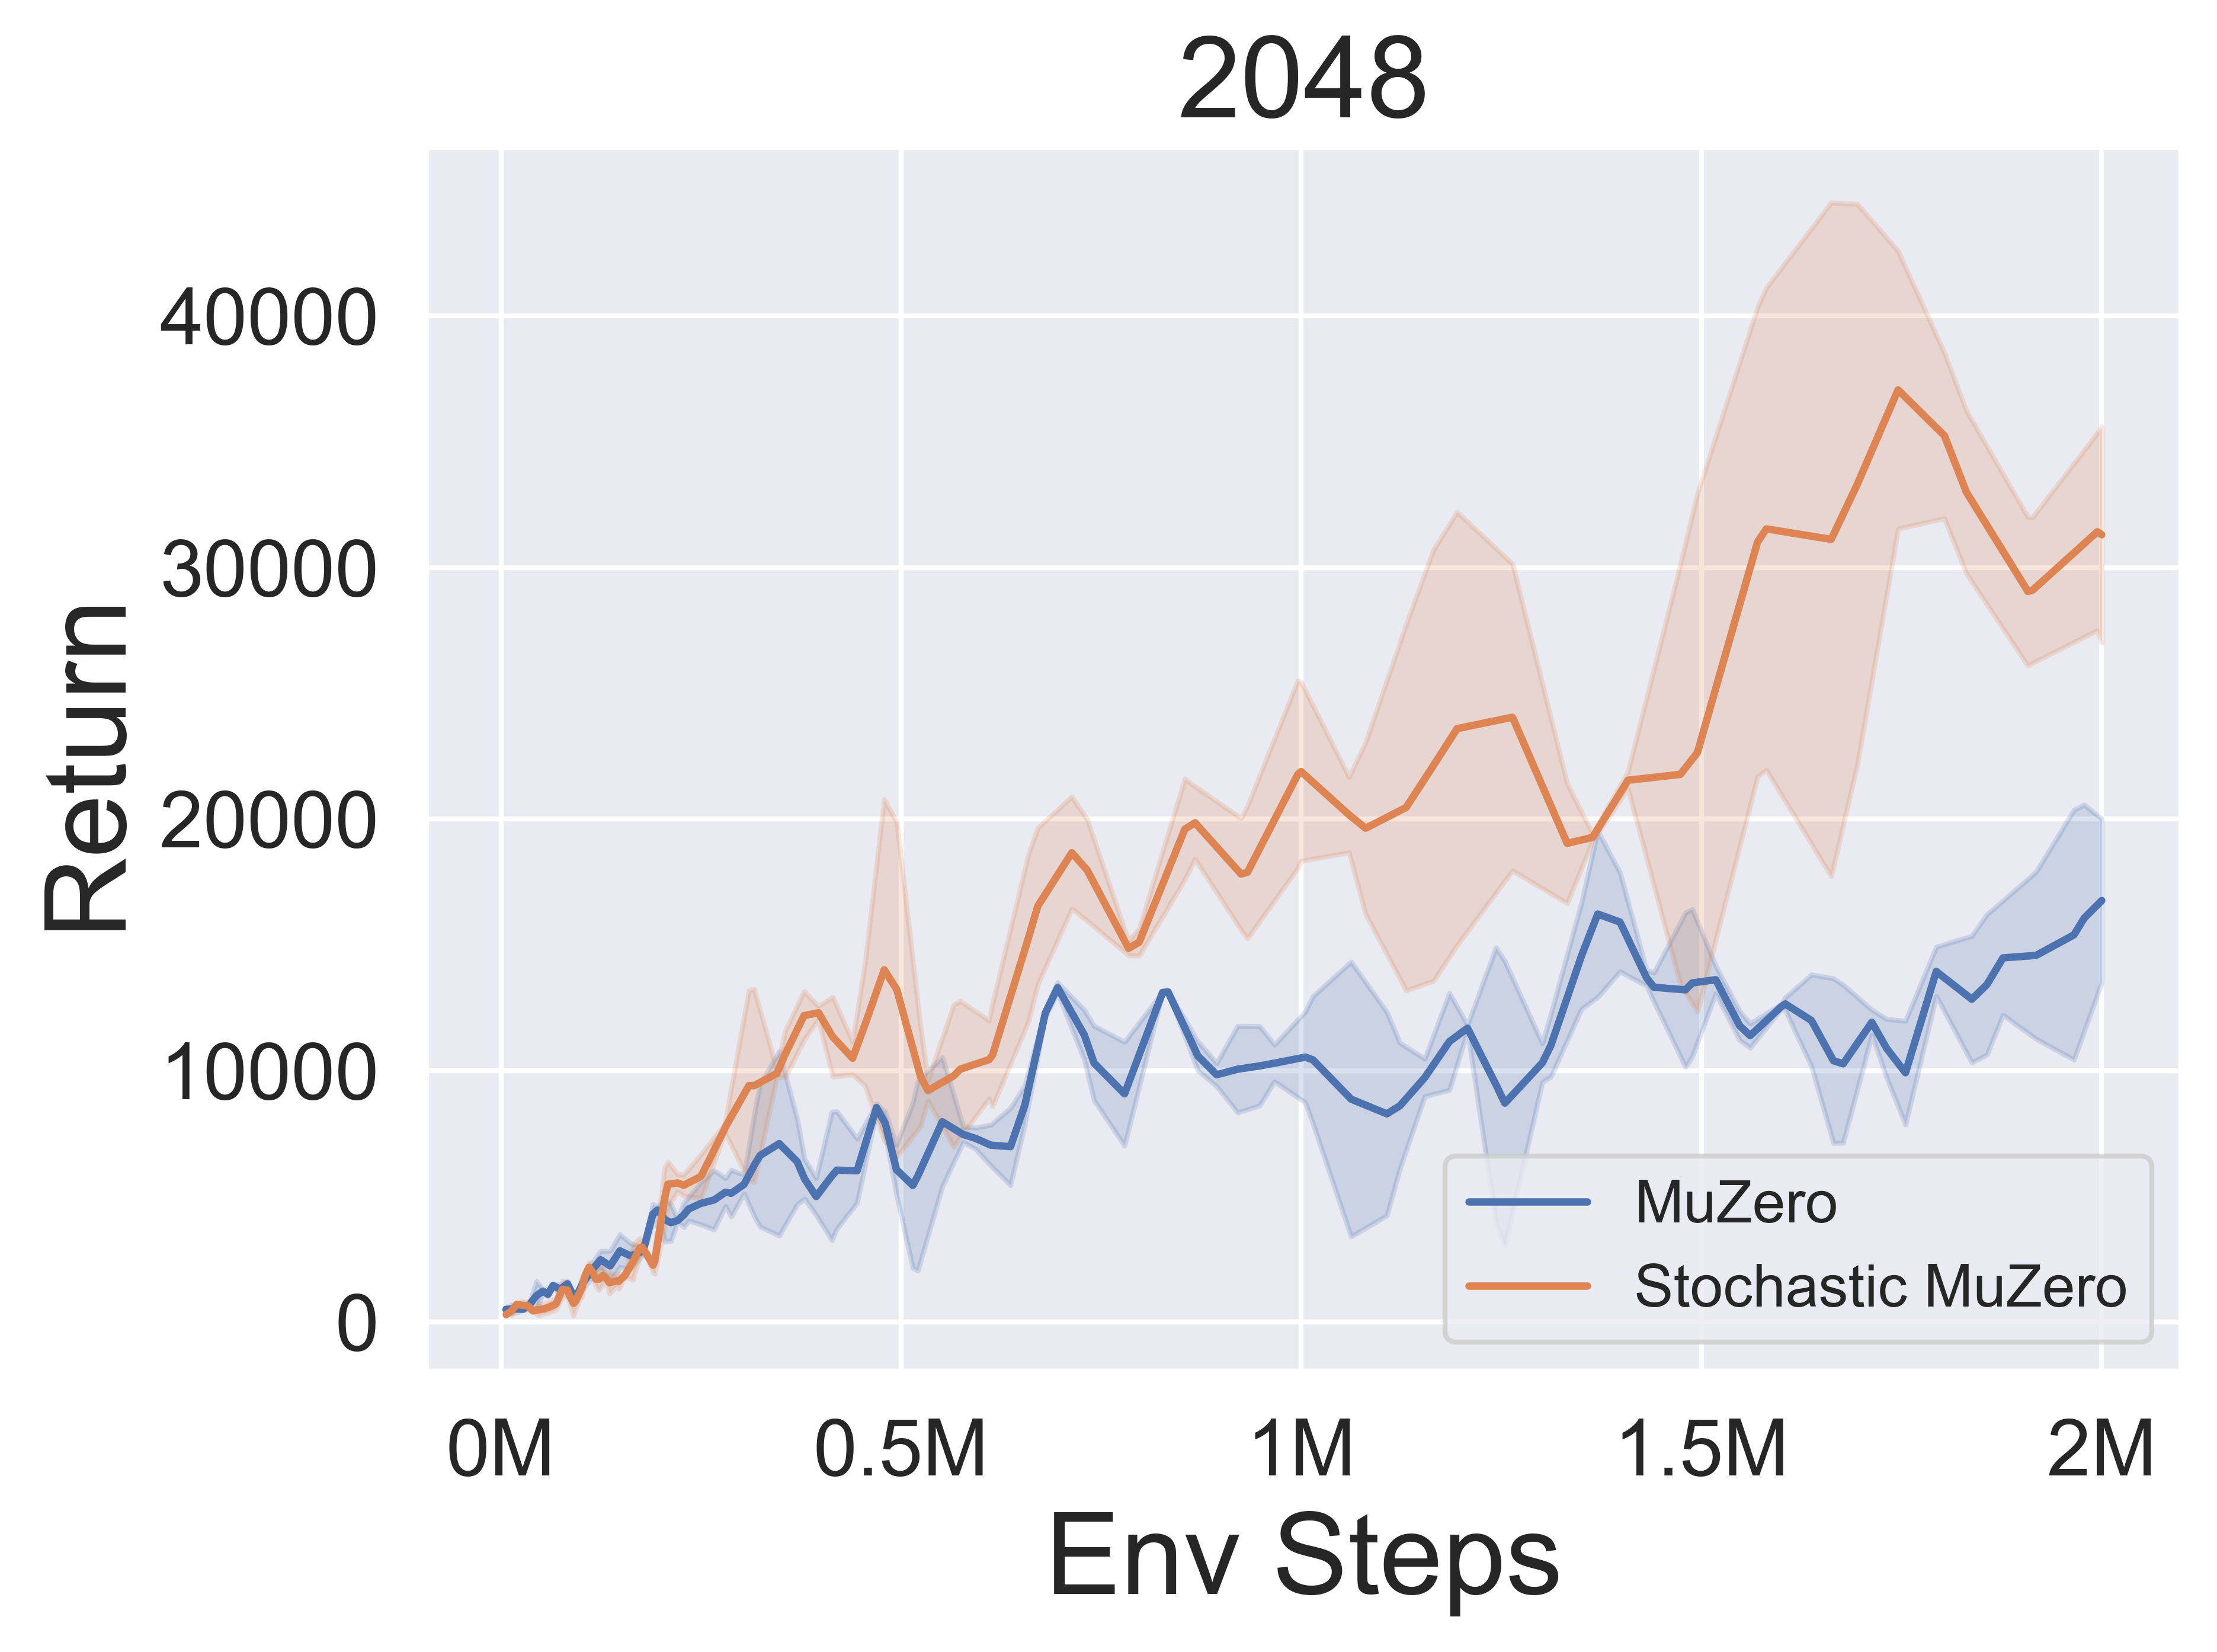 2048
Return
40000
30000
20000
10000
0
MuZero
Stochastic MuZero
0M 0.5M 1M 1.5M 2M
Env Steps